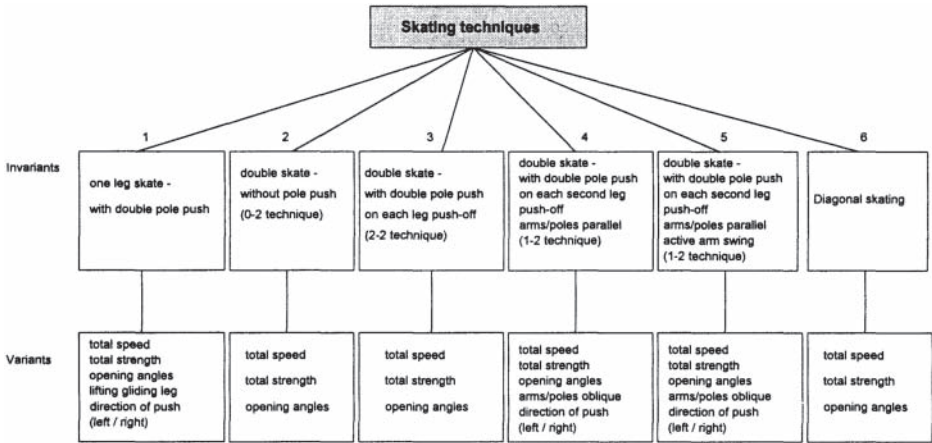 Skating techniques
1
2
3
4
5
6
Invariants
one leg skate -
with double pole push
double skate -
without pole push
(0-2 technique)
double skate -
with double pole push
on each leg push-off
(2-2 technique)
double skate -
with double pole push
on each second leg
push-off
arms/poles parallel
(1-2 technique)
double skate -
with double pole push
on each second leg
push-off
arms/poles parallel
active arm swing
(1-2 technique)
Diagonal skating
Variants
total speed
total strength
opening angles
lifting gliding leg
direction of push
(left / right)
total speed
total strength
opening angles
total speed
total strength
opening angles
total speed
total strength
opening angles
arms/poles oblique
direction of push
(left / right)
total speed
total strength
opening angles
arms/poles oblique
direction of push
(left / right)
total speed
total strength
opening angles